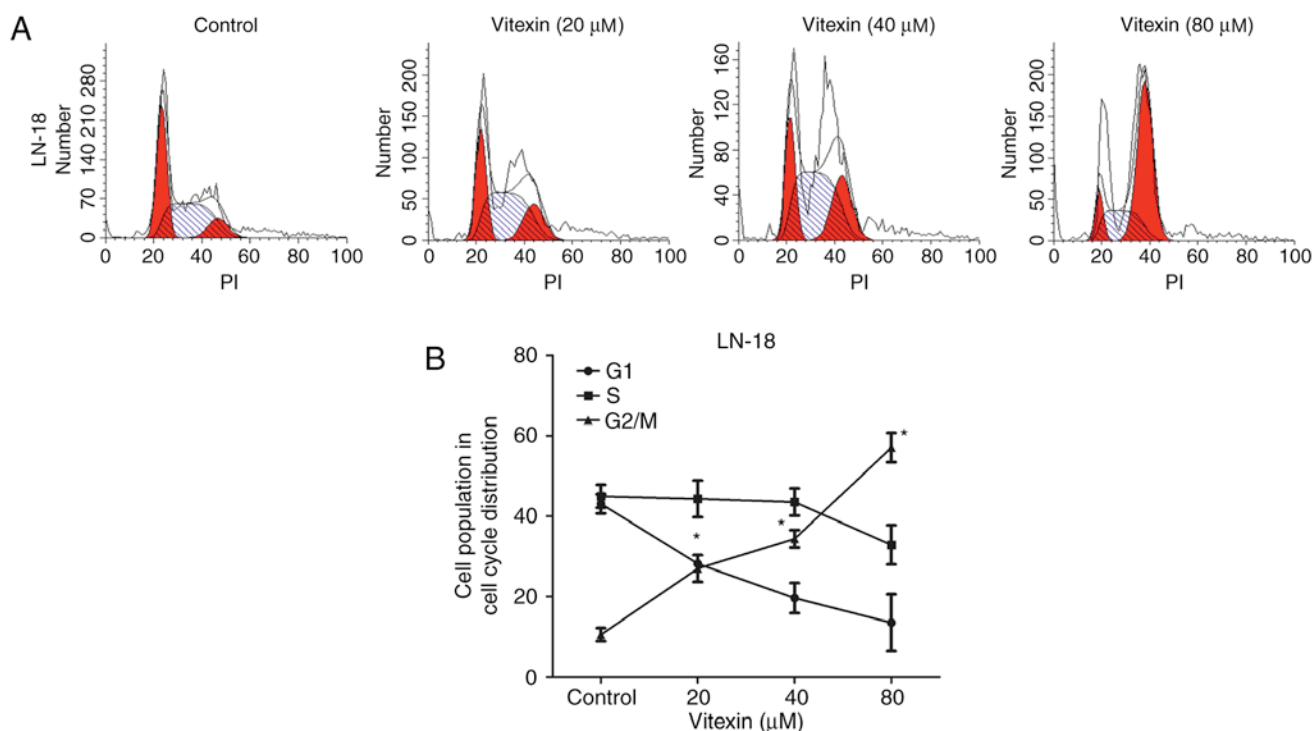 A
Control
Vitexin (20 μM)
Vitexin (40 μM)
Vitexin (80 μM)
LN-18
Number
280
210
140
70
0
0 20 40 60 80 100
PI
Number
200
150
100
50
0
0 20 40 60 80 100
PI
Number
160
120
80
40
0
0 20 40 60 80 100
PI
Number
200
150
100
50
0
0 20 40 60 80 100
PI
B
LN-18
G1
S
G2/M
Cell population in
cell cycle distribution
80
60
40
20
0
*
*
*
Control 20 40 80
Vitexin (μM)